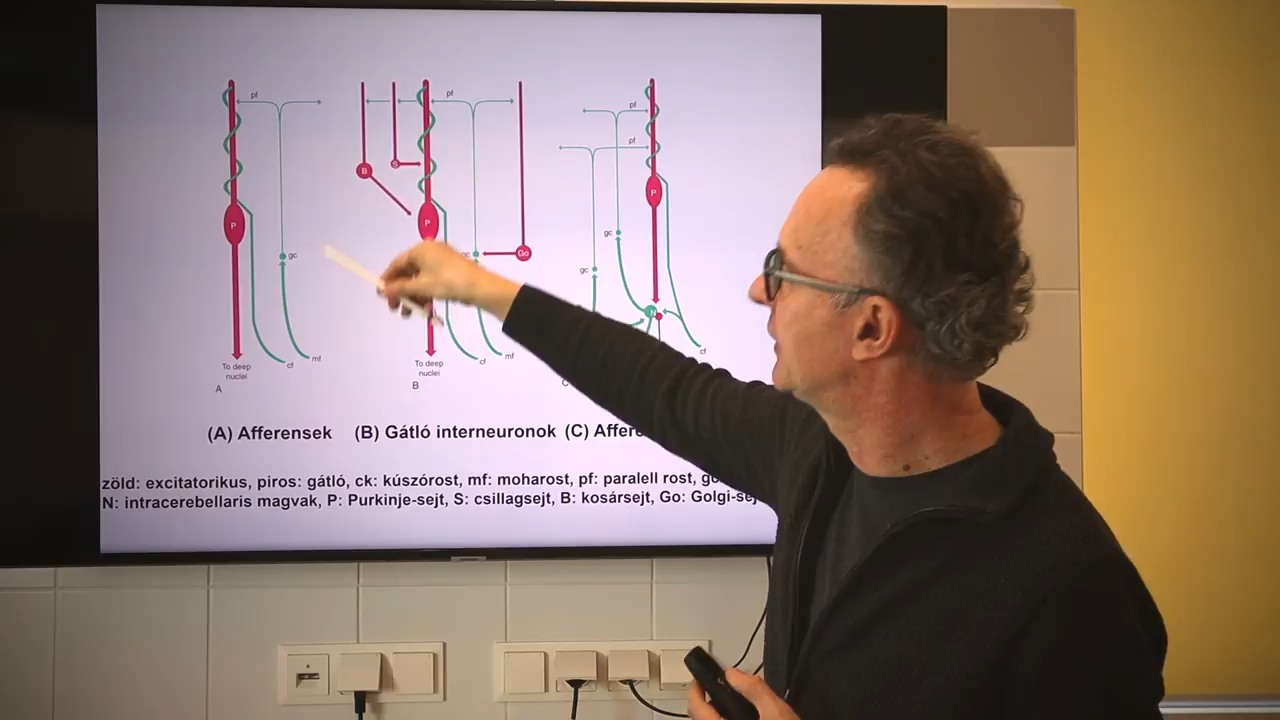 pf
pf
pf
pf
B
S
P
P
P
gc
gc
Go
gc
gc
N
cf
mf
cf
mf
cf
To deep
nuclei
To deep
nuclei
A
B
C
(A) Afferensek (B) Gátló interneuronok (C) Affere
zöld: excitatorikus, piros: gátló, ck: kúszórost, mf: moharost, pf: paralell rost, gc
N: intracerebellaris magvak, P: Purkinje-sejt, S: csillagsejt, B: kosársejt, Go: Golgi-sej